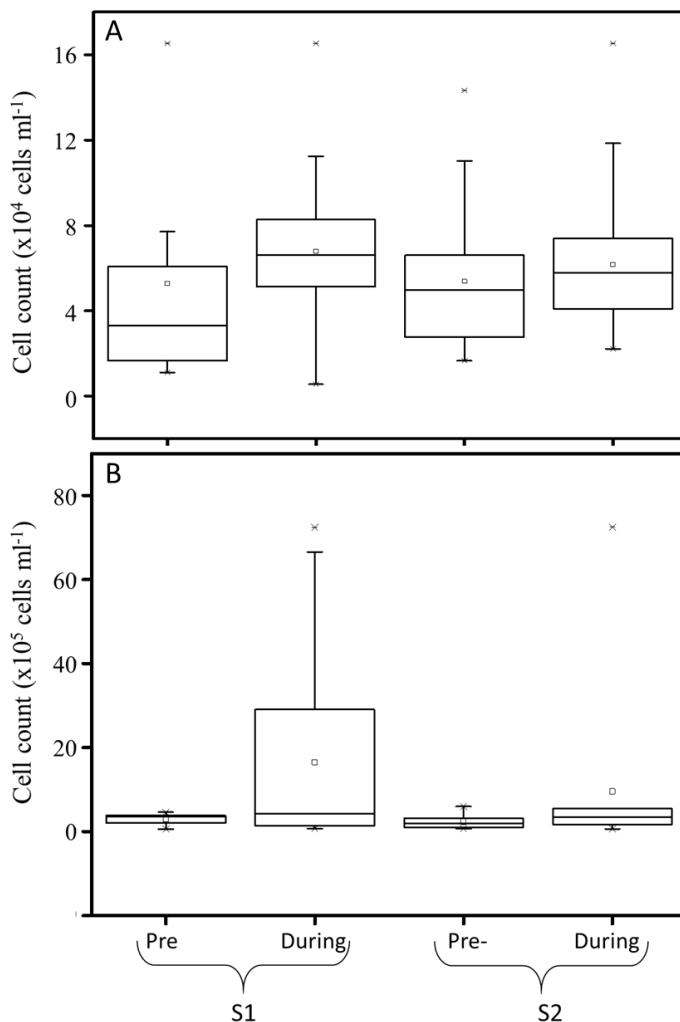 A
Cell count (x10⁴ cells ml⁻¹)
16
12
8
4
0
B
Cell count (x10⁵ cells ml⁻¹)
80
60
40
20
0
Pre During Pre- During
S1 S2